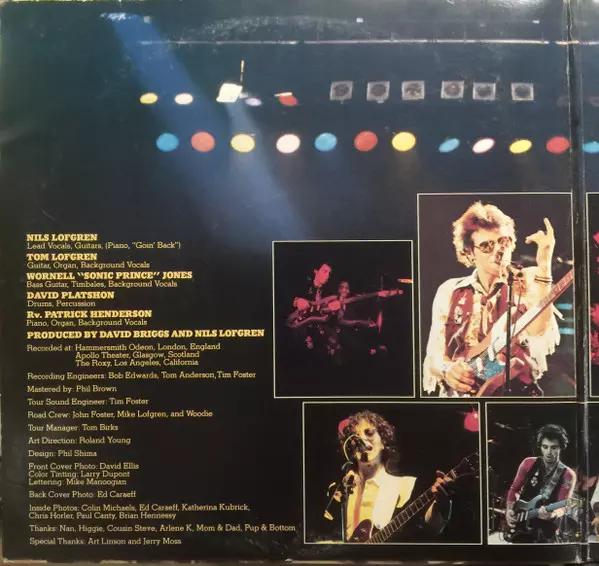 NILS LOFGREN
Lead Vocals, Guitars, (Piano, "Goin' Back")
TOM LOFGREN
Guitar, Organ, Background Vocals
WORNELL "SONIC PRINCE" JONES
Bass Guitar, Timbales, Background Vocals
DAVID PLATSHON
Drums, Percussion
Rv. PATRICK HENDERSON
Piano, Organ, Background Vocals
PRODUCED BY DAVID BRIGGS AND NILS LOFGREN
Recorded at: Hammersmith Odeon, London, England
Apollo Theater, Glasgow, Scotland
The Roxy, Los Angeles, California
Recording Engineers: Bob Edwards, Tom Anderson, Tim Foster
Mastered by: Phil Brown
Tour Sound Engineer: Tim Foster
Road Crew: John Foster, Mike Lofgren, and Woodie
Tour Manager: Tom Birks
Art Direction: Roland Young
Design: Phil Shima
Front Cover Photo: David Ellis
Color Tinting: Larry Dupont
Lettering: Mike Manoogian
Back Cover Photo: Ed Caraeff
Inside Photos: Colin Michaels, Ed Caraeff, Katherina Kubrick,
Chris Horler, Paul Canty, Brian Hennessy
Thanks: Nan, Higgie, Cousin Steve, Arlene K, Mom & Dad, Pup & Bottom
Special Thanks: Art Linson and Jerry Moss